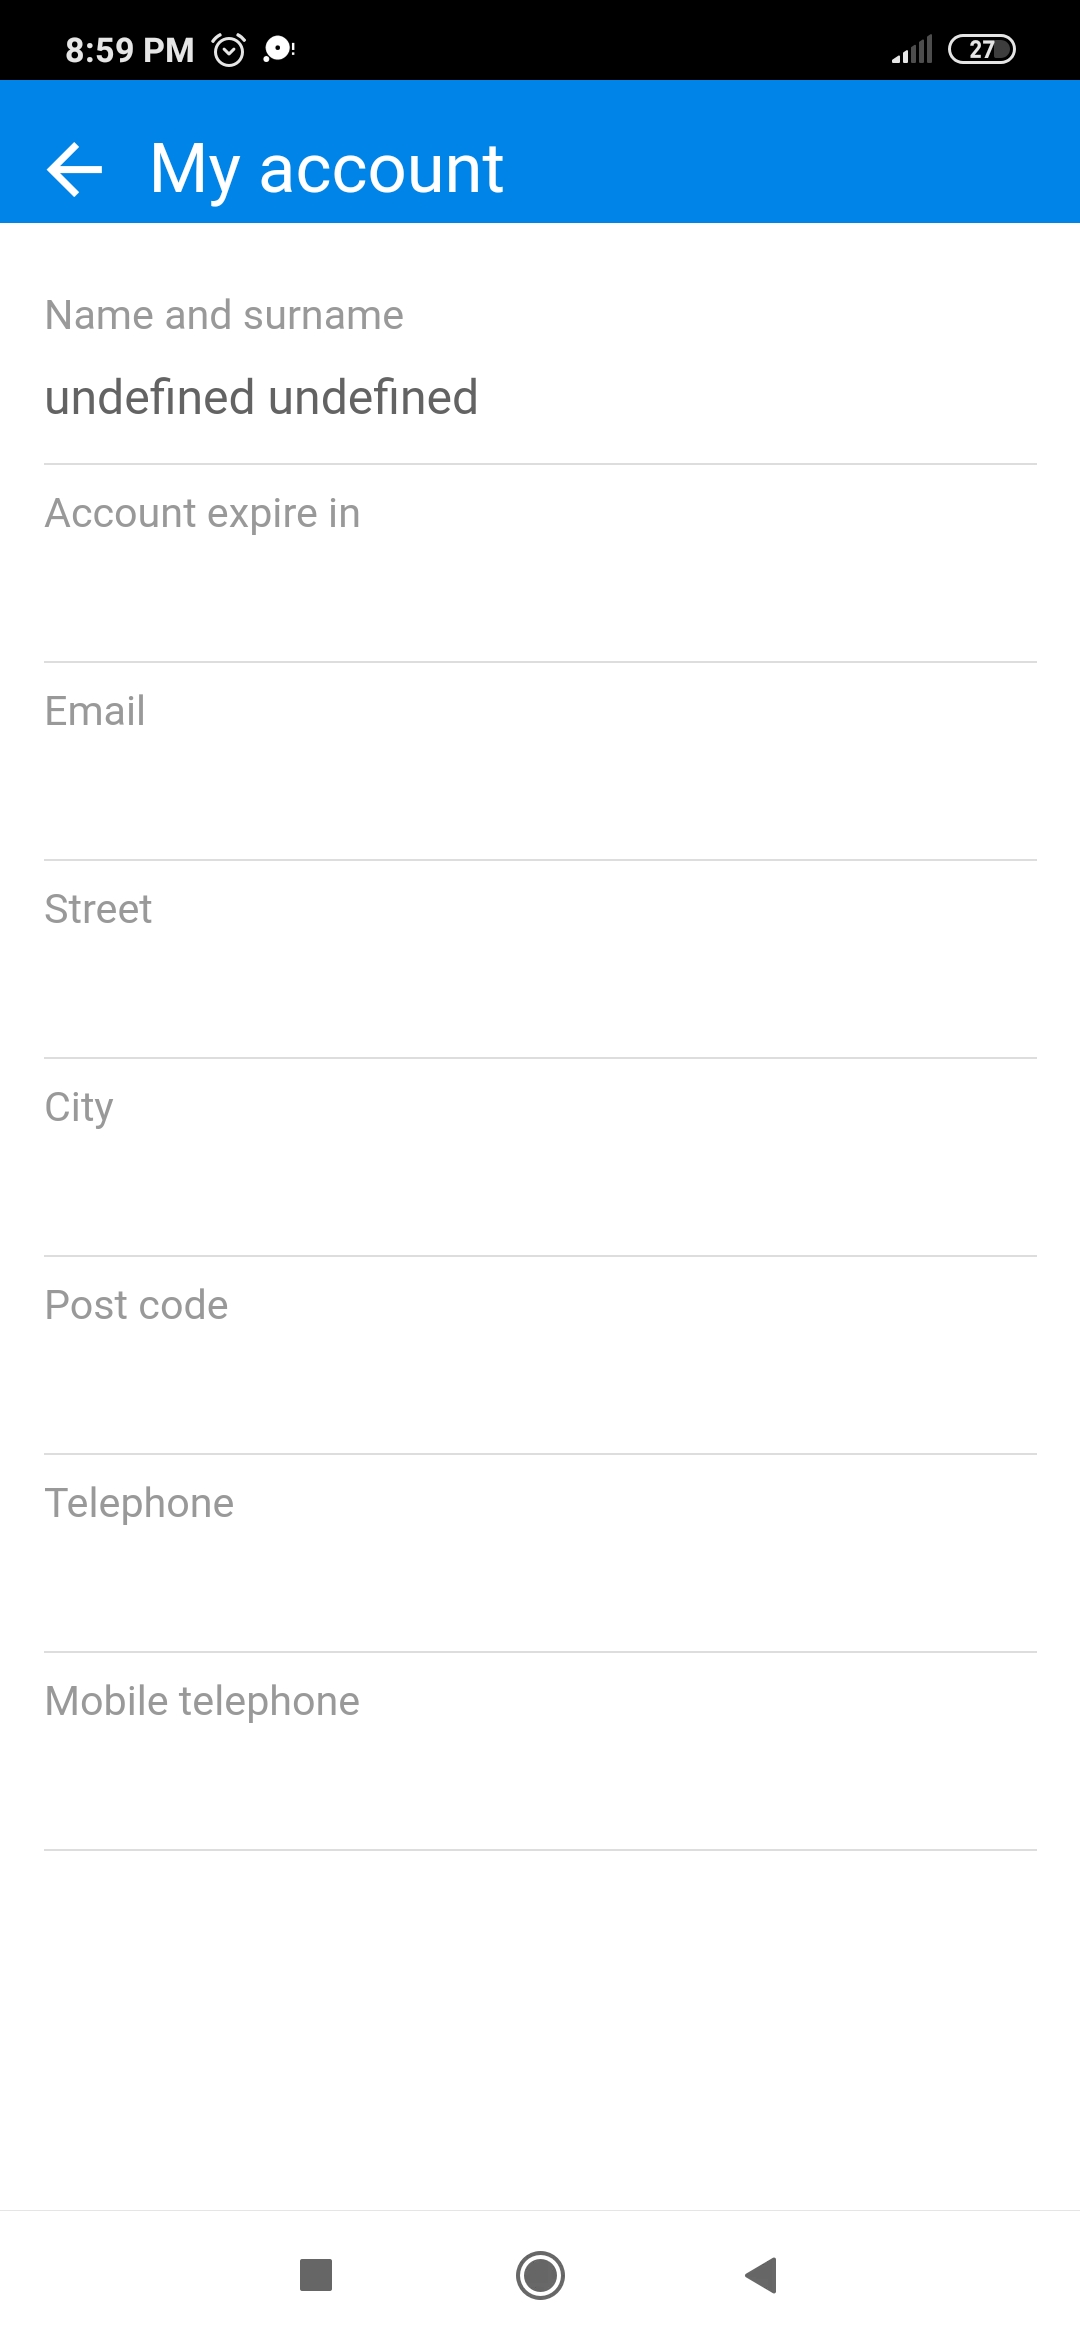 8:59 PM
27
My account
Name and surname
undefined undefined
Account expire in
Email
Street
City
Post code
Telephone
Mobile telephone